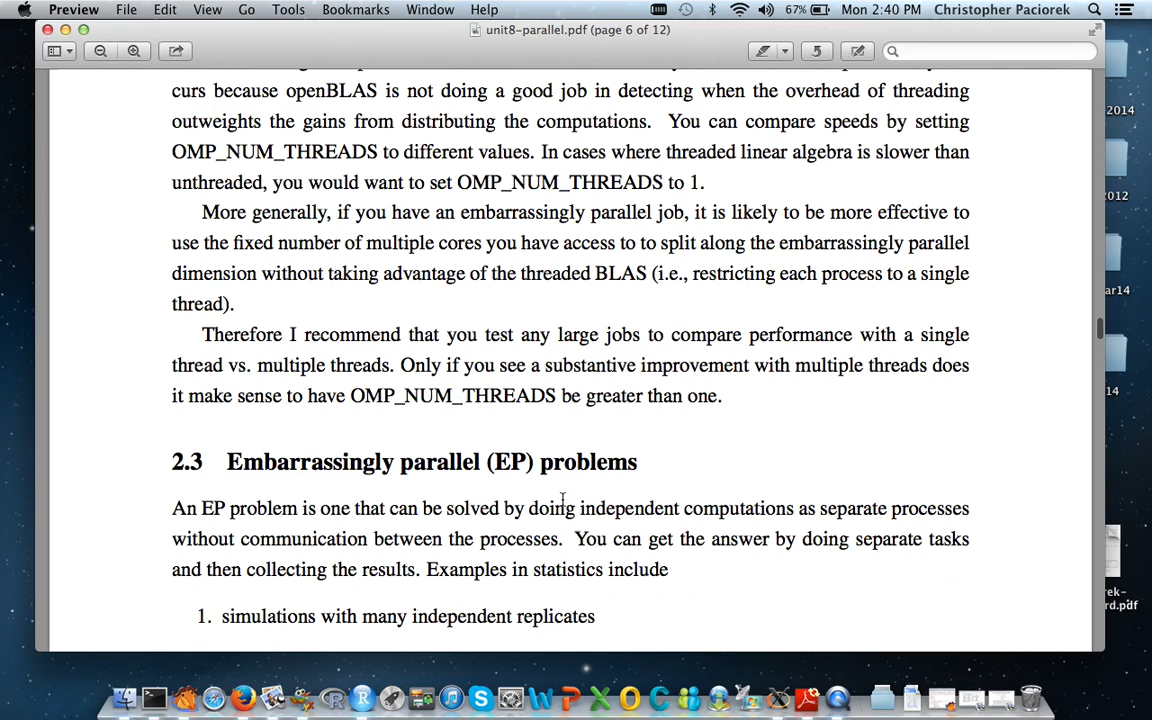 Preview File Edit View Go Tools Bookmarks Window Help 67% Mon 2:40 PM Christopher Paciorek
unit8-parallel.pdf (page 6 of 12)
curs because openBLAS is not doing a good job in detecting when the overhead of threading
outweights the gains from distributing the computations. You can compare speeds by setting
OMP_NUM_THREADS to different values. In cases where threaded linear algebra is slower than
unthreaded, you would want to set OMP_NUM_THREADS to 1.
More generally, if you have an embarrassingly parallel job, it is likely to be more effective to
use the fixed number of multiple cores you have access to to split along the embarrassingly parallel
dimension without taking advantage of the threaded BLAS (i.e., restricting each process to a single
thread).
Therefore I recommend that you test any large jobs to compare performance with a single
thread vs. multiple threads. Only if you see a substantive improvement with multiple threads does
it make sense to have OMP_NUM_THREADS be greater than one.
2.3 Embarrassingly parallel (EP) problems
An EP problem is one that can be solved by doing independent computations as separate processes
without communication between the processes. You can get the answer by doing separate tasks
and then collecting the results. Examples in statistics include
1. simulations with many independent replicates
2014
2012
ar14
14
rek-
rd.pdf